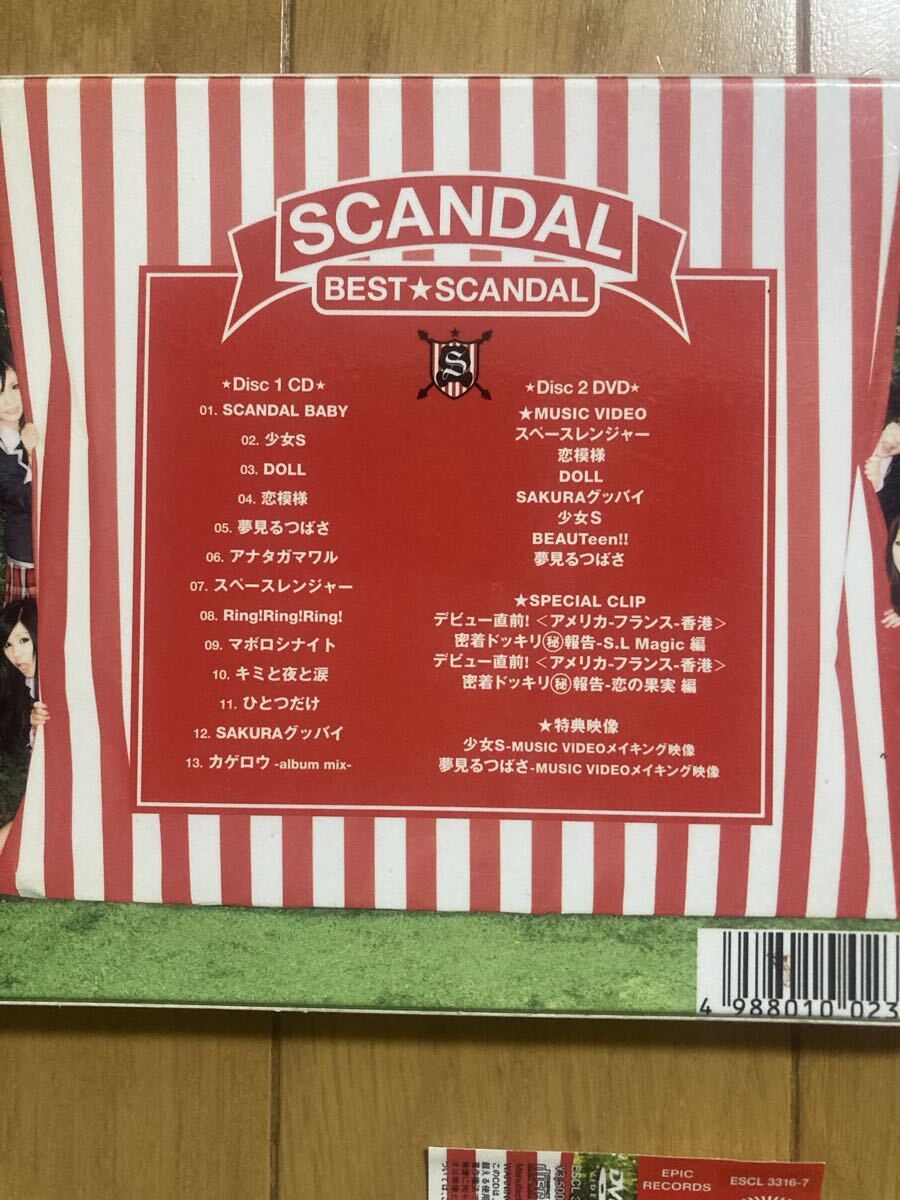 SCANDAL
BEST★SCANDAL
S
★Disc 1 CD★
01. SCANDAL BABY
02. 少女S
03. DOLL
04. 恋模様
05. 夢見るつばさ
06. アナタガマワル
07. スペースレンジャー
08. Ring!Ring!Ring!
09. マボロシナイト
10. キミと夜と涙
11. ひとつだけ
12. SAKURAグッバイ
13. カゲロウ -album mix-
★Disc 2 DVD★
★MUSIC VIDEO
スペースレンジャー
恋模様
DOLL
SAKURAグッバイ
少女S
BEAUTeen!!
夢見るつばさ
★SPECIAL CLIP
デビュー直前!<アメリカ-フランス-香港>
密着ドッキリ㊙報告-S.L Magic 編
デビュー直前!<アメリカ-フランス-香港>
密着ドッキリ㊙報告-恋の果実 編
★特典映像
少女S-MUSIC VIDEOメイキング映像
夢見るつばさ-MUSIC VIDEOメイキング映像
4 988010 023
EPIC
RECORDS
ESCL 3316-7
¥3,500